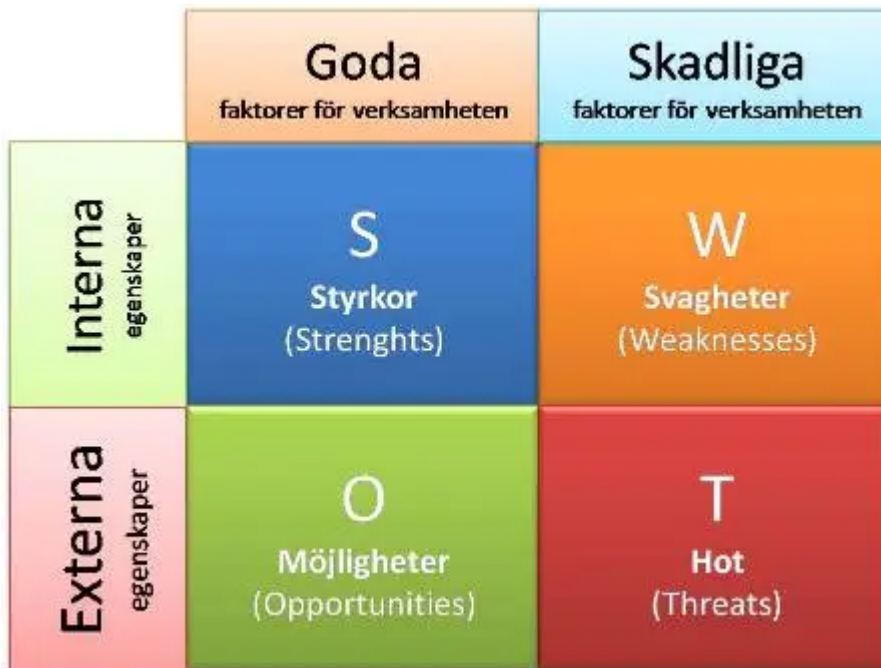 Goda
faktorer för verksamheten
Skadliga
faktorer för verksamheten
Interna
egenskaper
S
Styrkor
(Strenghts)
W
Svagheter
(Weaknesses)
Externa
egenskaper
O
Möjligheter
(Opportunities)
T
Hot
(Threats)